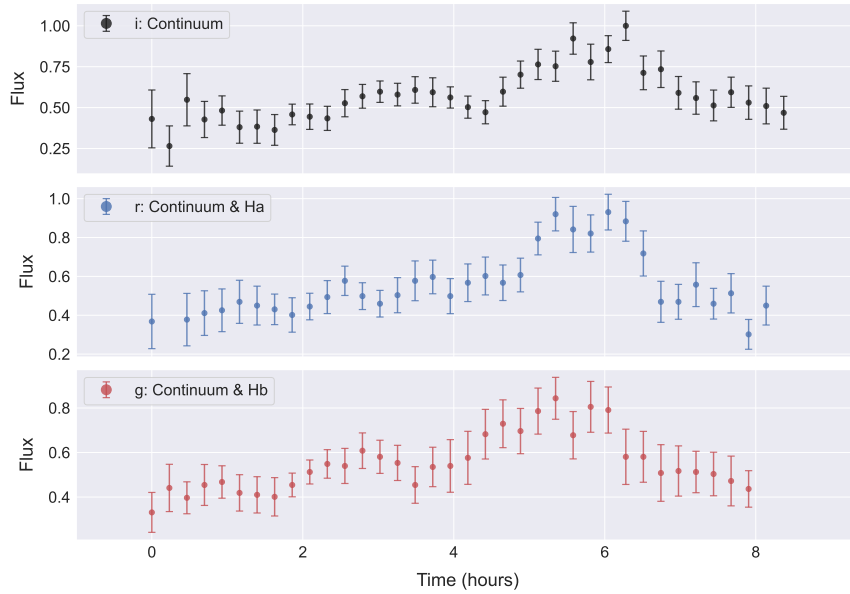 i: Continuum
1.00
0.75
0.50
0.25
Flux
r: Continuum & Ha
1.0
0.8
0.6
0.4
0.2
Flux
g: Continuum & Hb
0.8
0.6
0.4
Flux
0 2 4 6 8
Time (hours)